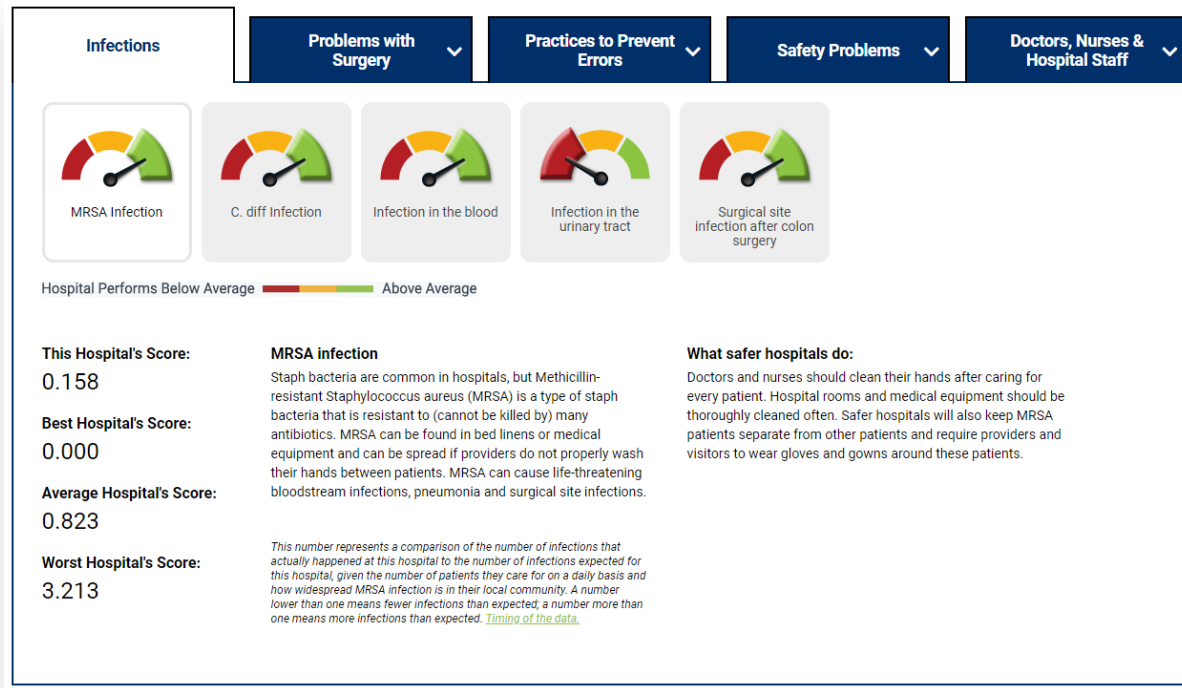 Infections
Problems with
Surgery
Practices to Prevent
Errors
Safety Problems
Doctors, Nurses &
Hospital Staff
MRSA Infection
C. diff Infection
Infection in the blood
Infection in the
urinary tract
Surgical site
infection after colon
surgery
Hospital Performs Below Average
Above Average
This Hospital's Score:
0.158
Best Hospital's Score:
0.000
Average Hospital's Score:
0.823
Worst Hospital's Score:
3.213
MRSA infection
Staph bacteria are common in hospitals, but Methicillin-
resistant Staphylococcus aureus (MRSA) is a type of staph
bacteria that is resistant to (cannot be killed by) many
antibiotics. MRSA can be found in bed linens or medical
equipment and can be spread if providers do not properly wash
their hands between patients. MRSA can cause life-threatening
bloodstream infections, pneumonia and surgical site infections.
This number represents a comparison of the number of infections that
actually happened at this hospital to the number of infections expected for
this hospital, given the number of patients they care for on a daily basis and
how widespread MRSA infection is in their local community. A number
lower than one means fewer infections than expected; a number more than
one means more infections than expected. Timing of the data.
What safer hospitals do:
Doctors and nurses should clean their hands after caring for
every patient. Hospital rooms and medical equipment should be
thoroughly cleaned often. Safer hospitals will also keep MRSA
patients separate from other patients and require providers and
visitors to wear gloves and gowns around these patients.